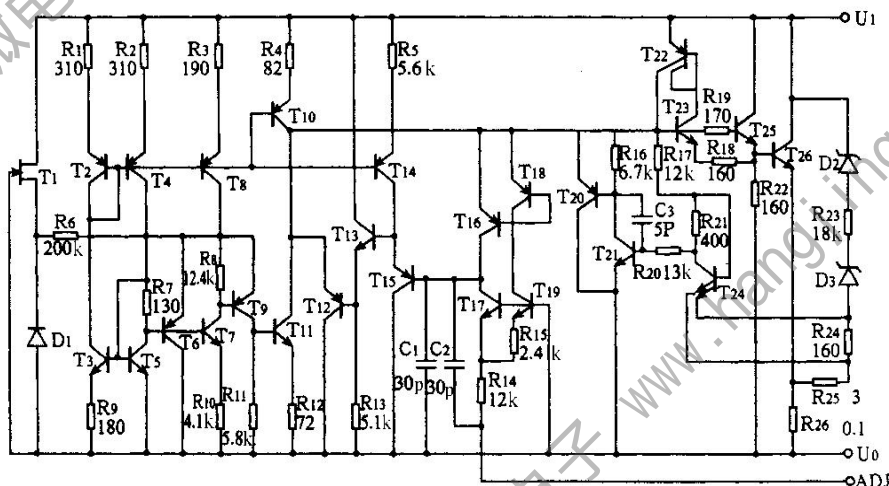 R1 310
R2 310
R3 190
R4 82
R5 5.6k
T22
U1
T10
T23
R19 170
T25
R18 160
T26
D2
T1
T2
T4
T8
T14
T18
R16 6.7k
R17 12k
R22 160
R6 200k
T13
T16
T20
C3 5P
R21 400
R23 18k
R8 12.4k
T21
R20 13k
D3
R7 130
T9
T12
T15
T17
T19
T24
D1
T3
T5
T6
T7
T11
C1 30p
C2 30p
R15 2.4k
R24 160
R14 12k
R9 180
R10 4.1k
R11 5.8k
R12 72
R13 5.1k
R25 3
R26 0.1
U0
ADJ
www.hangjing
电子